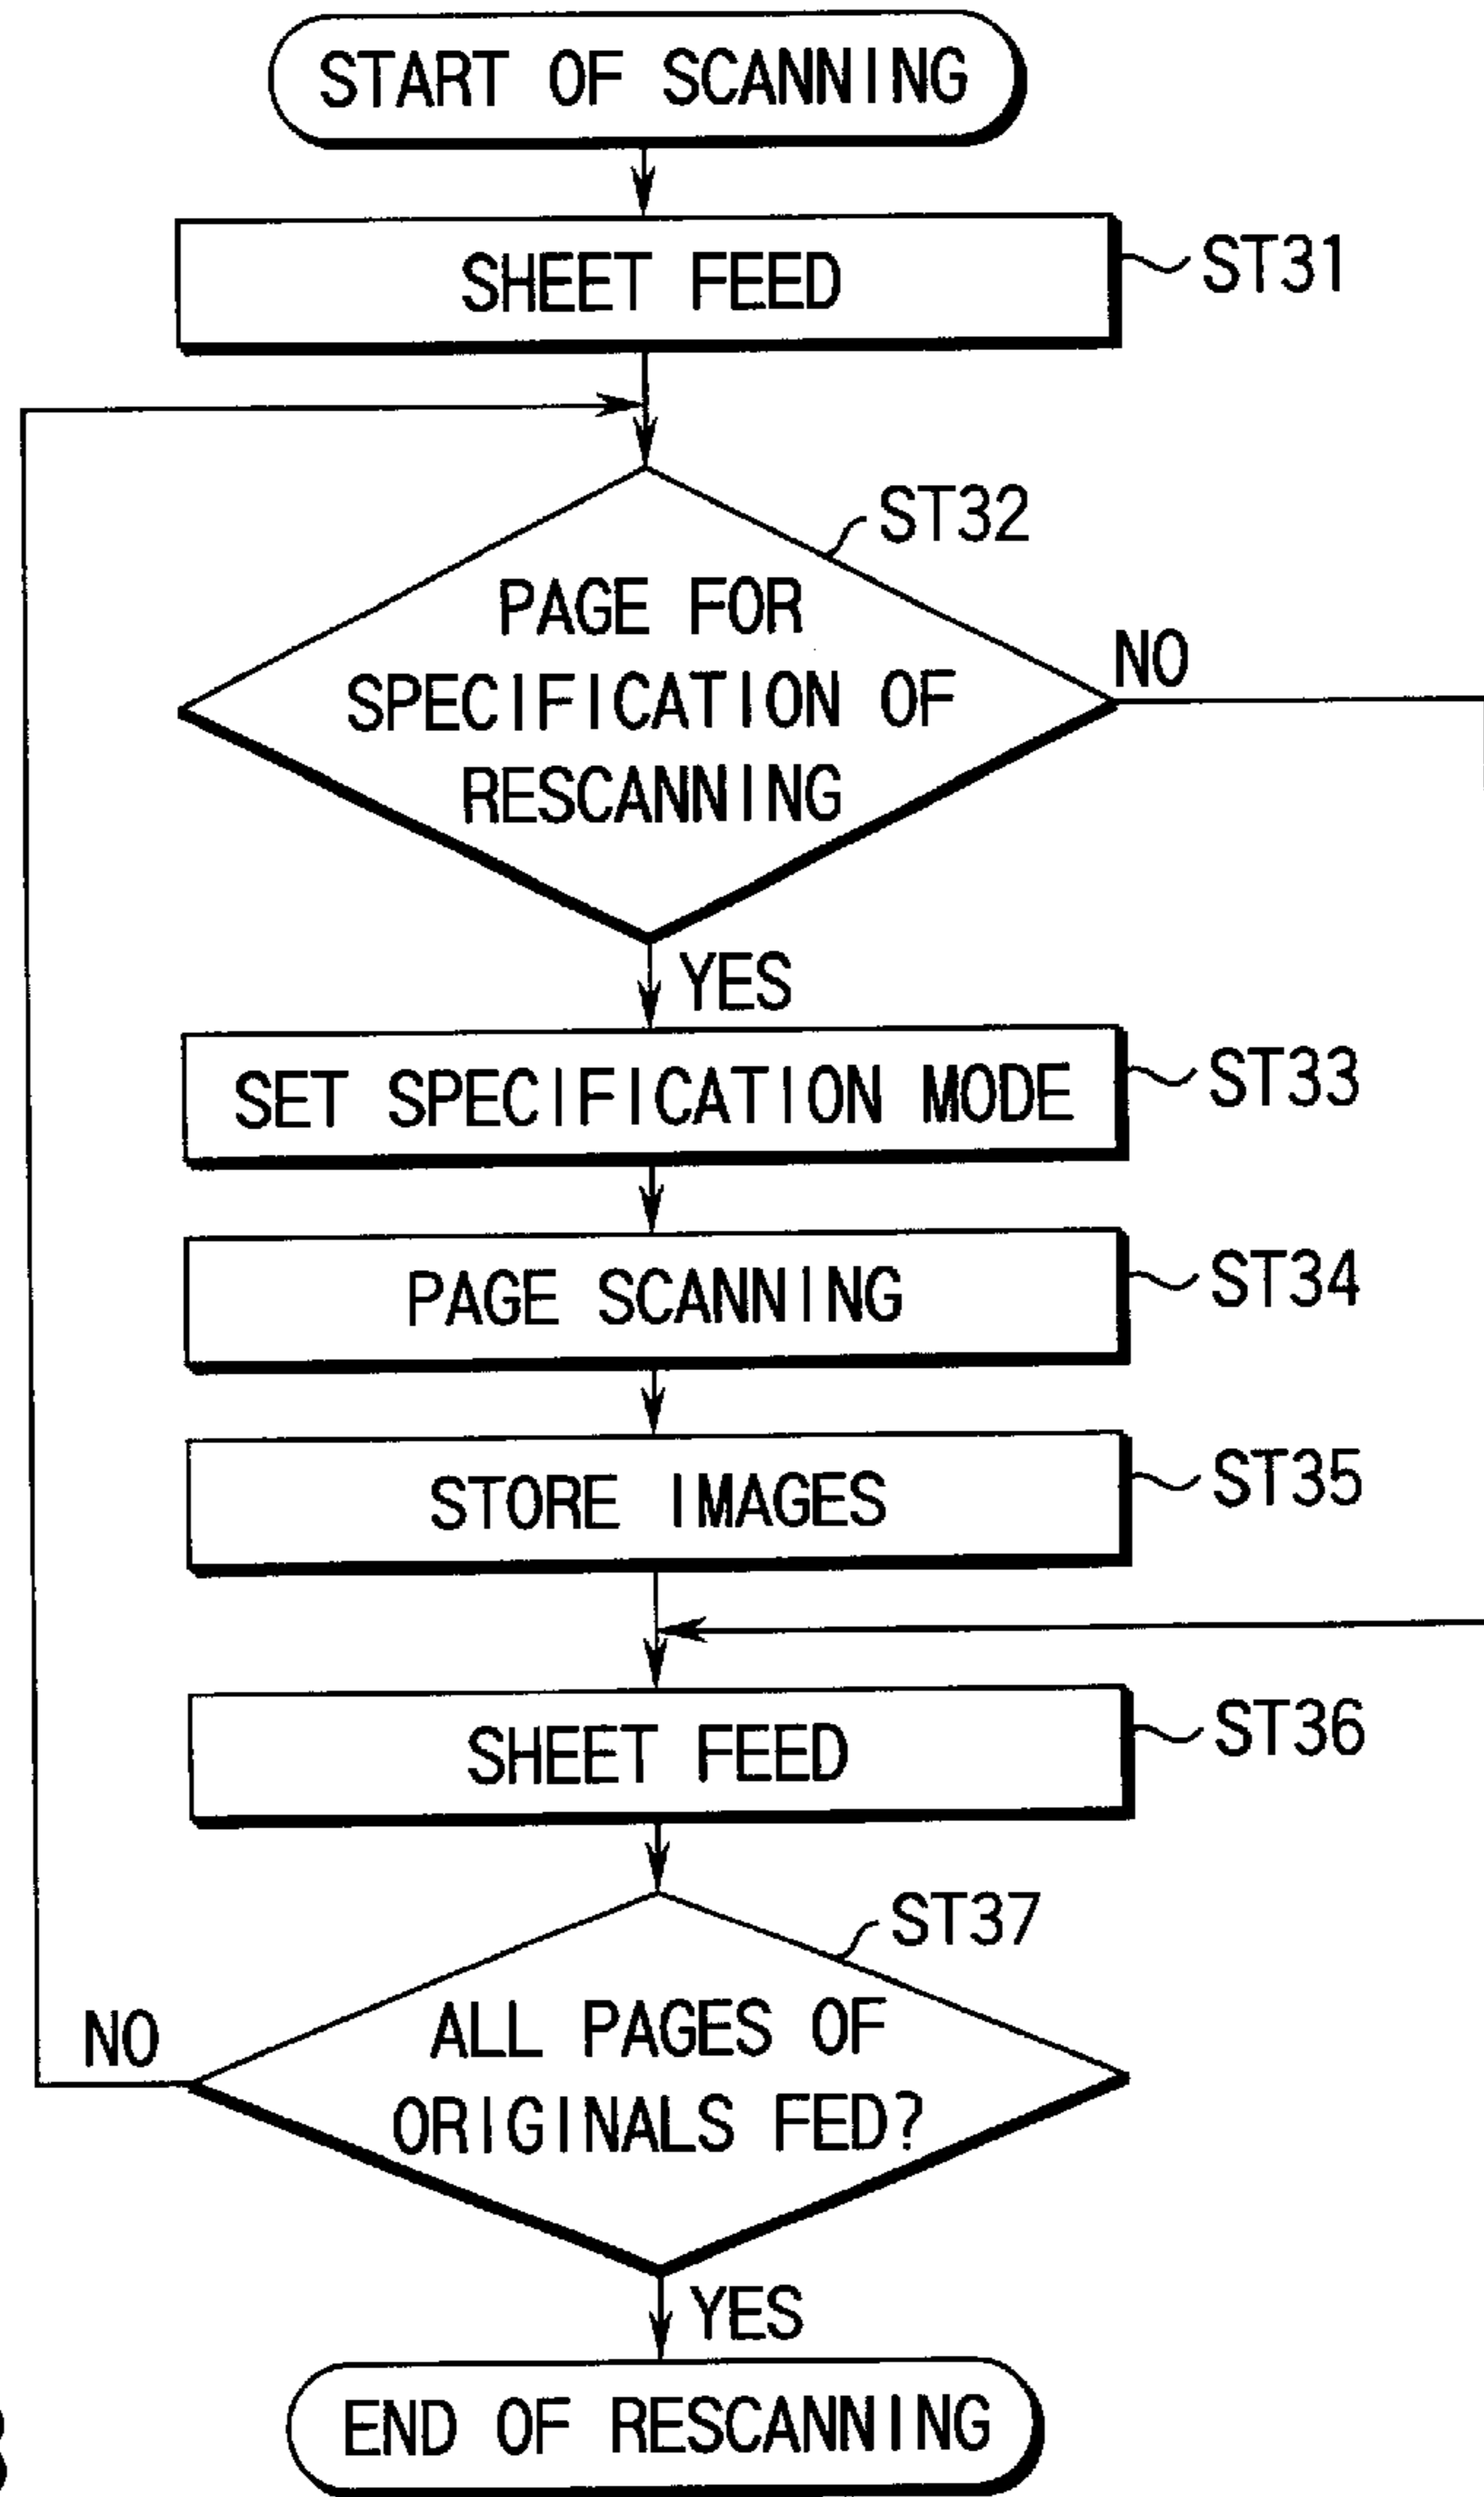 START OF SCANNING
SHEET FEED
ST31
ST32
PAGE FOR
SPECIFICATION OF
RESCANNING
NO
YES
SET SPECIFICATION MODE
ST33
PAGE SCANNING
ST34
STORE IMAGES
ST35
SHEET FEED
ST36
ST37
ALL PAGES OF
ORIGINALS FED?
NO
YES
END OF RESCANNING